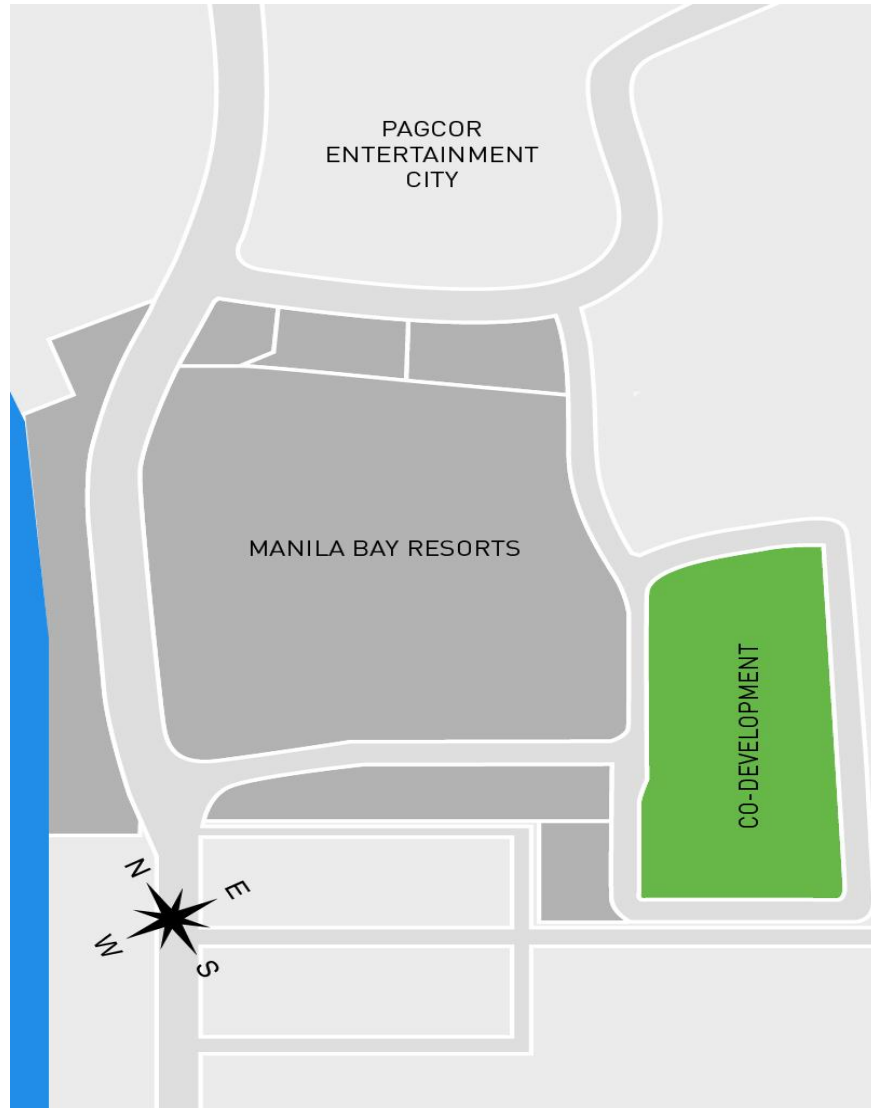 PAGCOR
ENTERTAINMENT
CITY
MANILA BAY RESORTS
CO-DEVELOPMENT
N
E
W
S